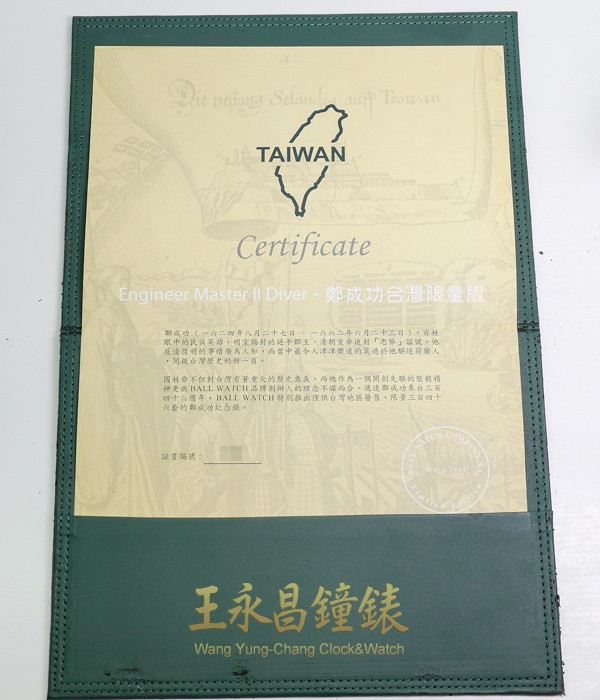 Die vestung Selandia auff Teowan
TAIWAN
Certificate
Engineer Master II Diver · 鄭成功台灣限量版
鄭成功(一六二四年八月二十七日 一六六二年六月二十三日),百姓
眼中的民族英雄,明室賜封的延平郡王,清朝皇帝追封「忠節」諡號。他
反清復明的事績廣為人知,而當中最令人津津樂道的莫過於他驅逐荷蘭人
,開啟台灣歷史的新一頁。
國姓爺不但對台灣有著重大的歷史意義,而他作為一個開創先驅的堅毅精
神更與BALL WATCH品牌創辦人的理念不謀而合。適逢鄭成功來台三百
四十六週年,BALL WATCH特別推出僅供台灣地區發售、限量三百四十
六套的鄭成功紀念錶。
證書編號:
BALL WATCH COMPANY
Since 1891
王永昌鐘錶
Wang Yung-Chang Clock&Watch